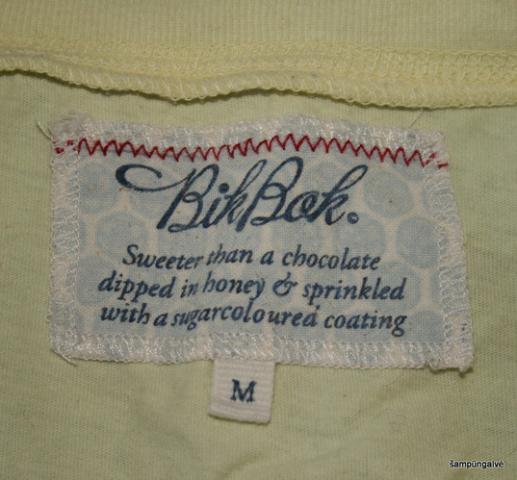 BikBok.
Sweeter than a chocolate
dipped in honey & sprinkled
with a sugarcoloured coating
M
šampūngalvė